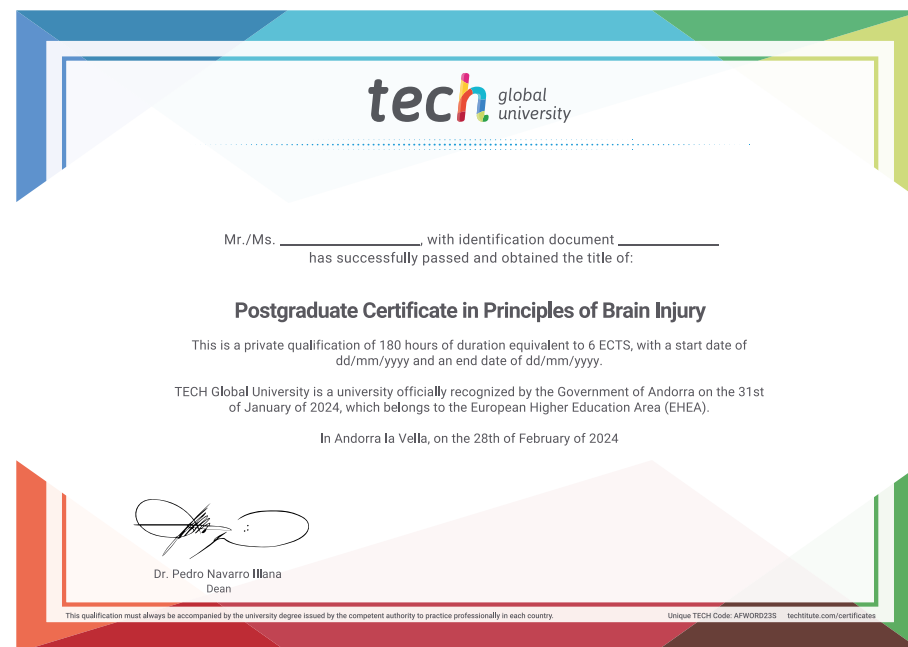 tech global university
Mr./Ms. ____________, with identification document ____________
has successfully passed and obtained the title of:
Postgraduate Certificate in Principles of Brain Injury
This is a private qualification of 180 hours of duration equivalent to 6 ECTS, with a start date of
dd/mm/yyyy and an end date of dd/mm/yyyy.
TECH Global University is a university officially recognized by the Government of Andorra on the 31st
of January of 2024, which belongs to the European Higher Education Area (EHEA).
In Andorra la Vella, on the 28th of February of 2024
Dr. Pedro Navarro Illana
Dean
This qualification must always be accompanied by the university degree issued by the competent authority to practice professionally in each country. Unique TECH Code: AFWORD23S techtitute.com/certificates